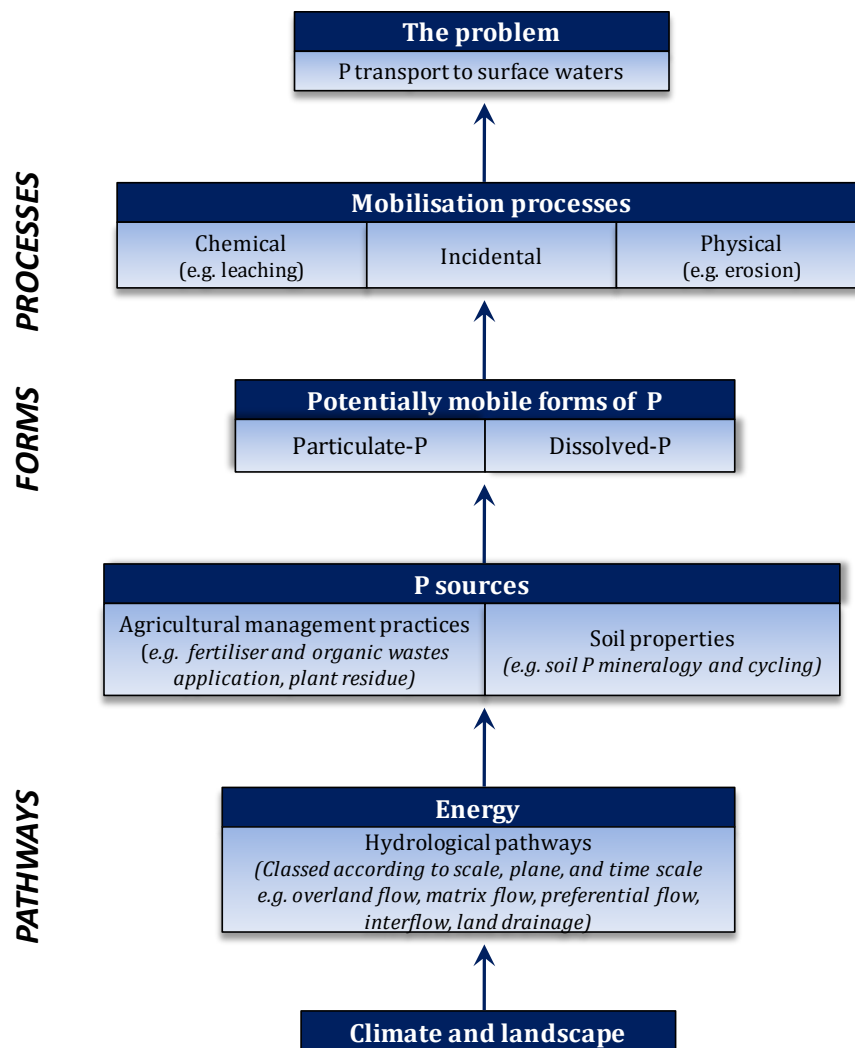 The problem
P transport to surface waters
PROCESSES
Mobilisation processes
Chemical
(e.g. leaching)
Incidental
Physical
(e.g. erosion)
FORMS
Potentially mobile forms of P
Particulate-P
Dissolved-P
P sources
Agricultural management practices
(e.g. fertiliser and organic wastes
application, plant residue)
Soil properties
(e.g. soil P mineralogy and cycling)
PATHWAYS
Energy
Hydrological pathways
(Classed according to scale, plane, and time scale
e.g. overland flow, matrix flow, preferential flow,
interflow, land drainage)
Climate and landscape